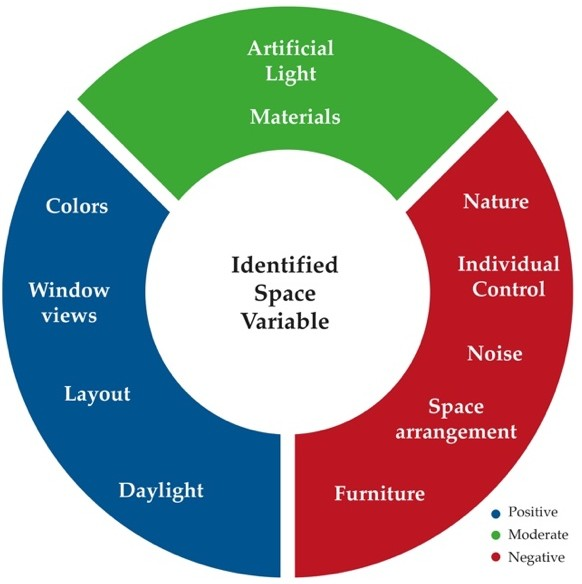 Artificial
Light
Materials
Colors
Window
views
Layout
Daylight
Identified
Space
Variable
Nature
Individual
Control
Noise
Space
arrangement
Furniture
Positive
Moderate
Negative